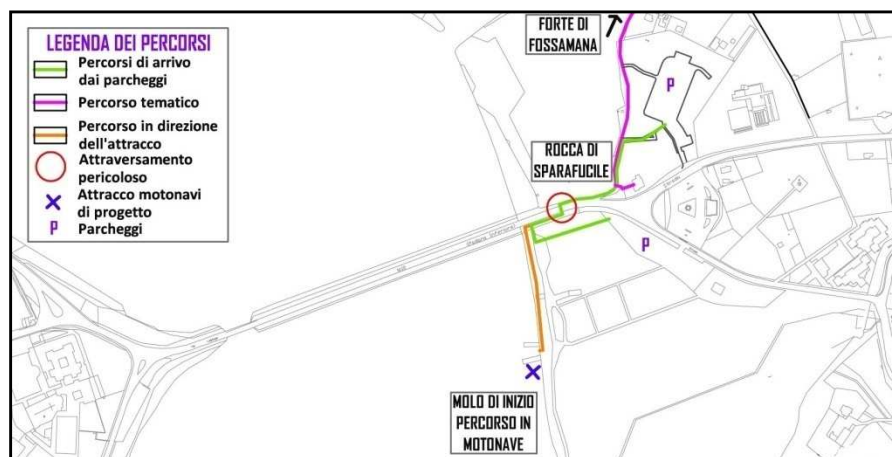 LEGENDA DEI PERCORSI
Percorsi di arrivo
dai parcheggi
Percorso tematico
Percorso in direzione
dell'attracco
Attraversamento
pericoloso
Attracco motonavi
di progetto
P Parcheggi
FORTE DI
FOSSAMANA
P
ROCCA DI
SPARAFUCILE
P
MOLO DI INIZIO
PERCORSO IN
MOTONAVE